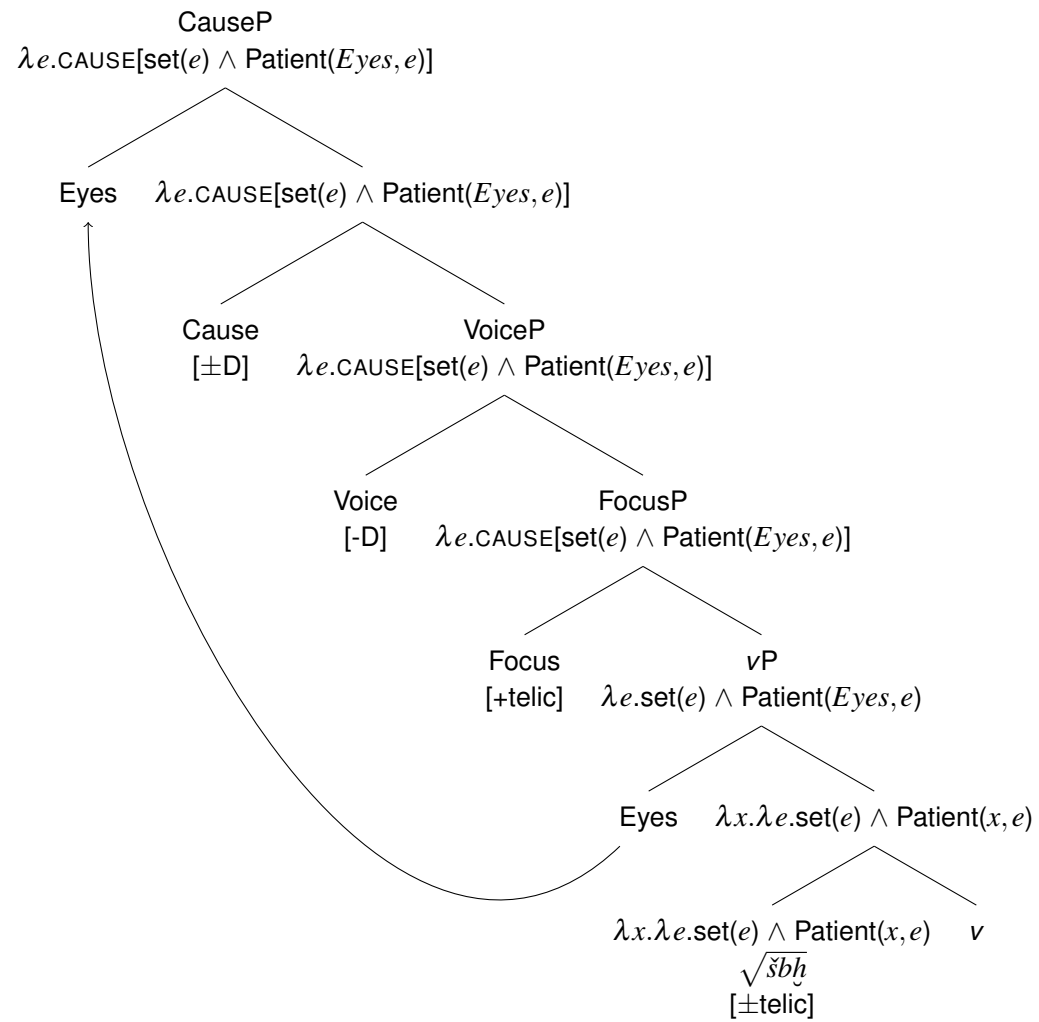 CauseP
λe.CAUSE[set(e) ∧ Patient(Eyes, e)]
Eyes λe.CAUSE[set(e) ∧ Patient(Eyes, e)]
Cause VoiceP
[±D] λe.CAUSE[set(e) ∧ Patient(Eyes, e)]
Voice FocusP
[-D] λe.CAUSE[set(e) ∧ Patient(Eyes, e)]
Focus vP
[+telic] λe.set(e) ∧ Patient(Eyes, e)
Eyes λx.λe.set(e) ∧ Patient(x, e)
λx.λe.set(e) ∧ Patient(x, e) v
√šbḫ
[±telic]